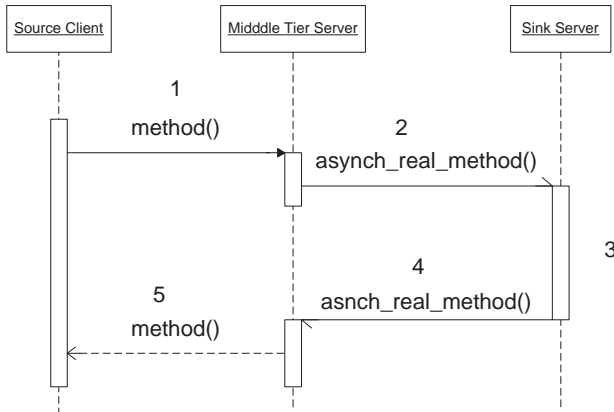 Source Client
Midddle Tier Server
Sink Server
1
method()
2
asynch_real_method()
3
4
asnch_real_method()
5
method()